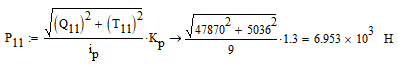 P₁₁ := √((Q₁₁)² + (T₁₁)²) / iₚ · Kₚ → √(47870² + 5036²) / 9 · 1.3 = 6.953 × 10³ H